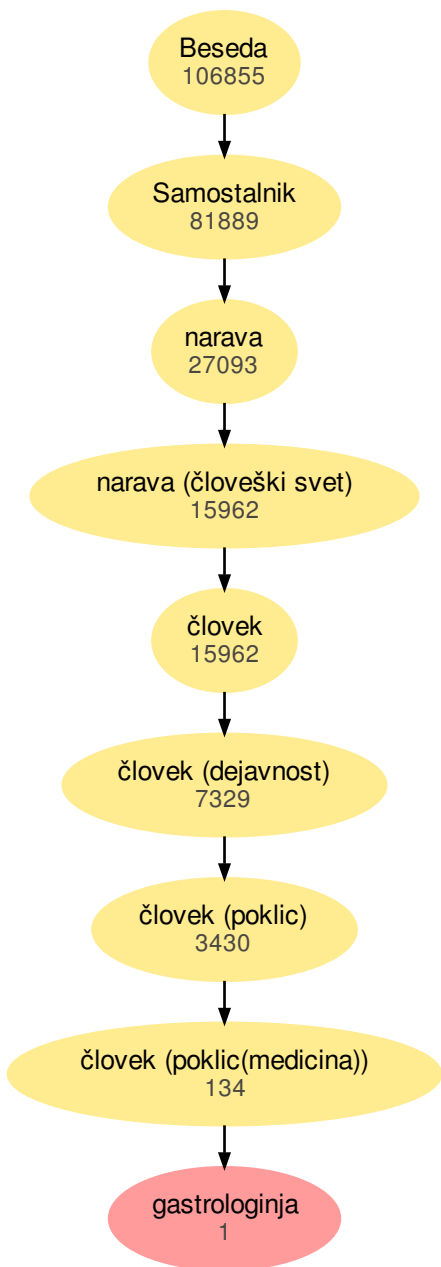 Beseda
106855
Samostalnik
81889
narava
27093
narava (človeški svet)
15962
človek
15962
človek (dejavnost)
7329
človek (poklic)
3430
človek (poklic(medicina))
134
gastrologinja
1